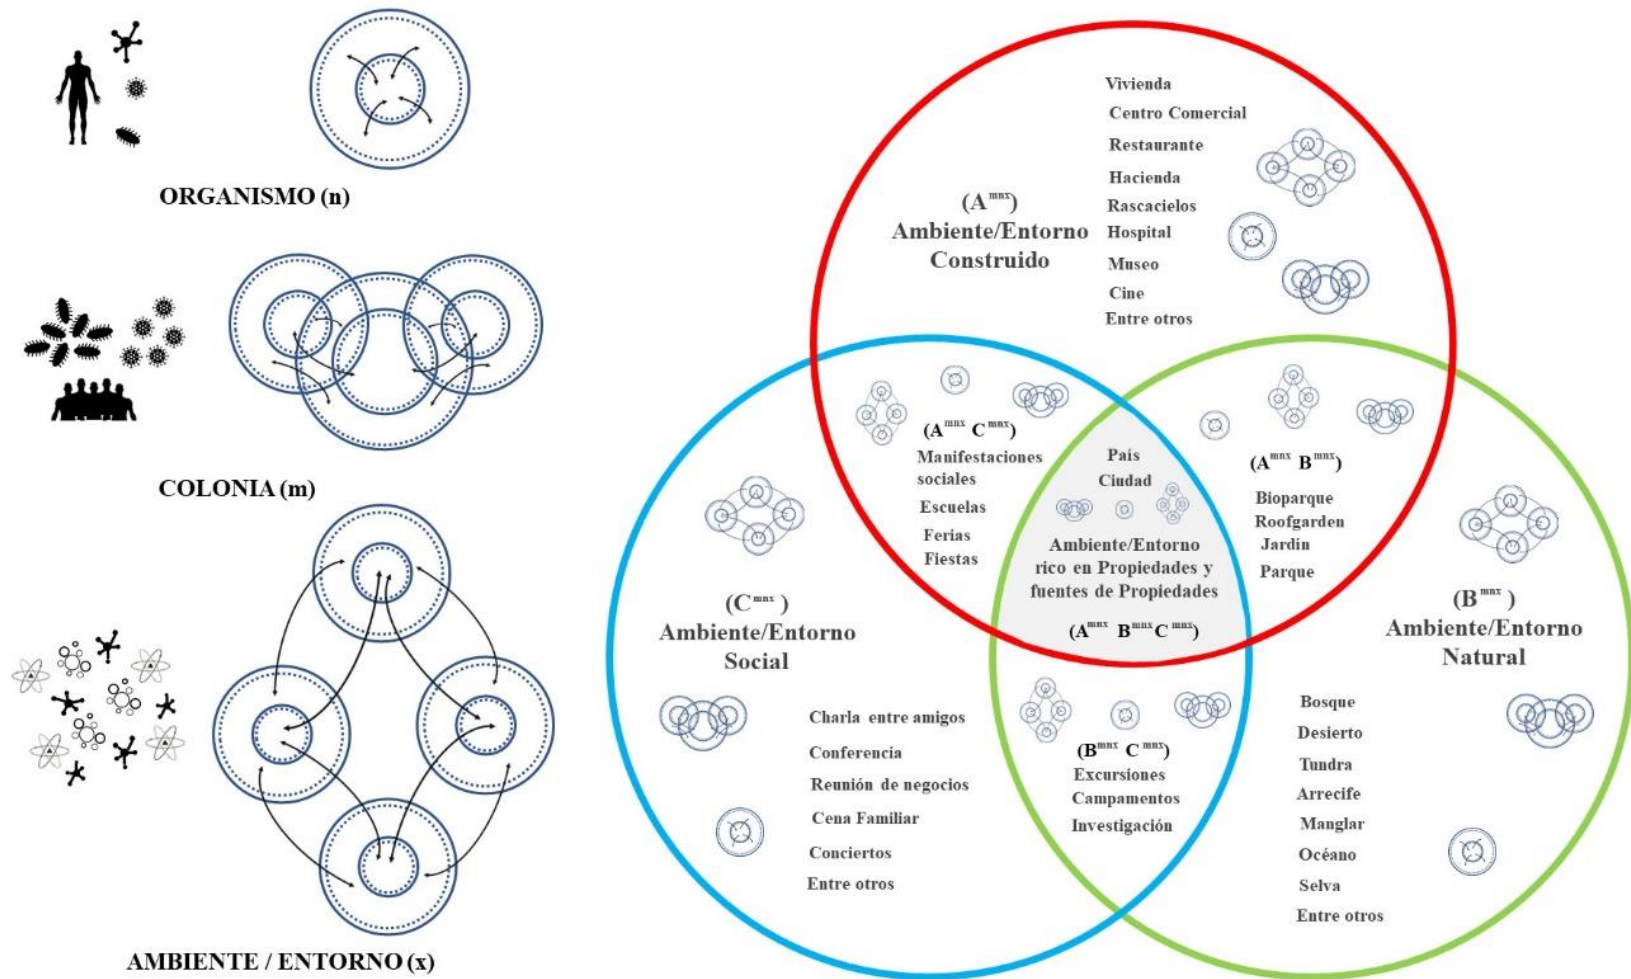 ORGANISMO (n)
COLONIA (m)
AMBIENTE / ENTORNO (x)
(A^mnx)
Ambiente/Entorno
Construido
Vivienda
Centro Comercial
Restaurante
Hacienda
Rascacielos
Hospital
Museo
Cine
Entre otros
(A^mnx C^mnx)
Manifestaciones
sociales
Escuelas
Ferias
Fiestas
País
Ciudad
Ambiente/Entorno
rico en Propiedades y
fuentes de Propiedades
(A^mnx B^mnx C^mnx)
(A^mnx B^mnx)
Bioparque
Roofgarden
Jardín
Parque
(C^mnx )
Ambiente/Entorno
Social
Charla entre amigos
Conferencia
Reunión de negocios
Cena Familiar
Conciertos
Entre otros
(B^mnx C^mnx)
Excursiones
Campamentos
Investigación
(B^mnx )
Ambiente/Entorno
Natural
Bosque
Desierto
Tundra
Arrecife
Manglar
Océano
Selva
Entre otros